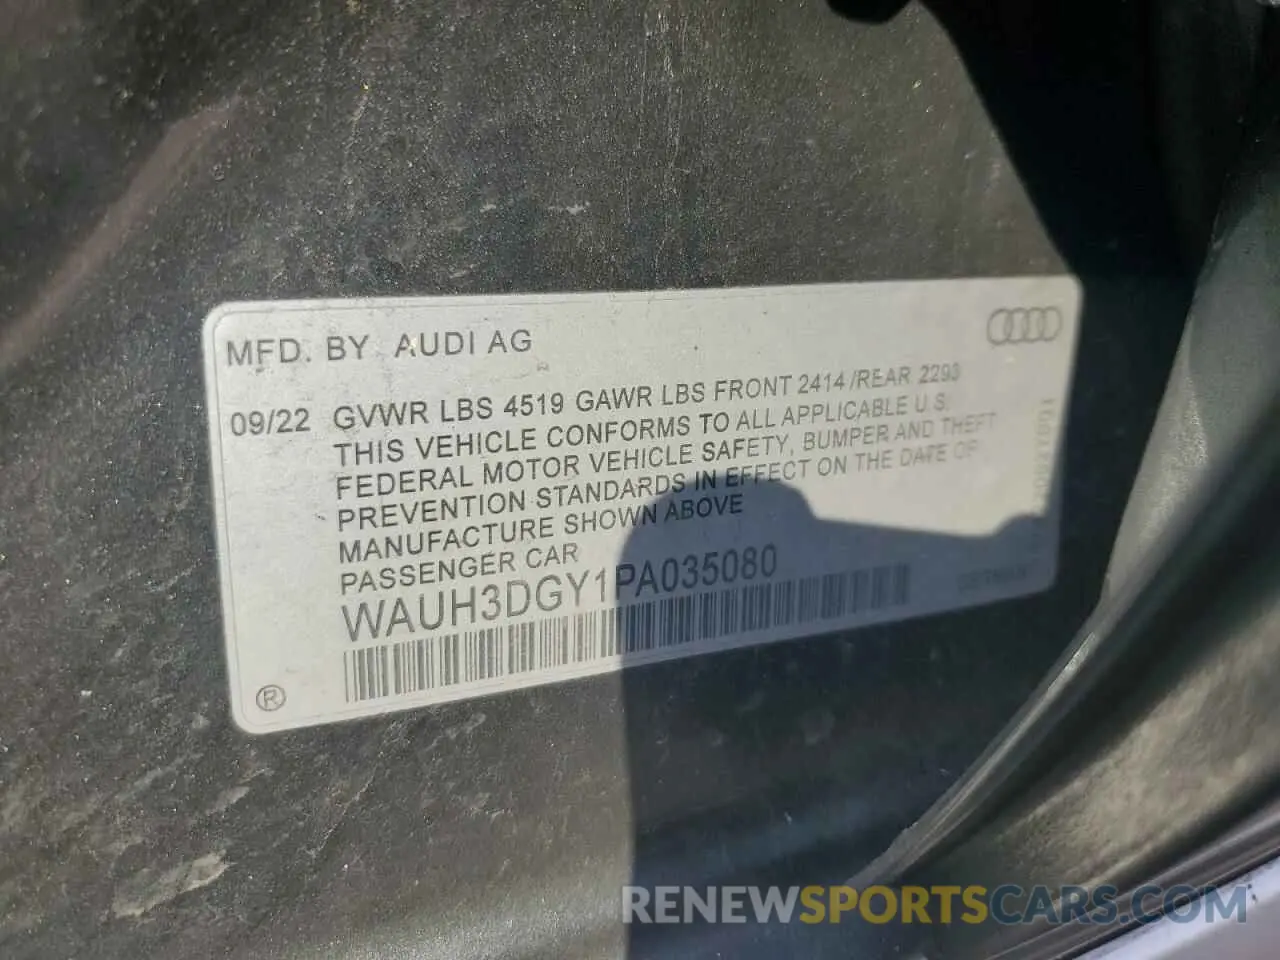 MFD. BY AUDI AG
09/22 GVWR LBS 4519 GAWR LBS FRONT 2414 /REAR 2293
THIS VEHICLE CONFORMS TO ALL APPLICABLE U.S.
FEDERAL MOTOR VEHICLE SAFETY, BUMPER AND THEFT
PREVENTION STANDARDS IN EFFECT ON THE DATE OF
MANUFACTURE SHOWN ABOVE
PASSENGER CAR
WAUH3DGY1PA035080
®
RENEWSPORTSCARS.COM